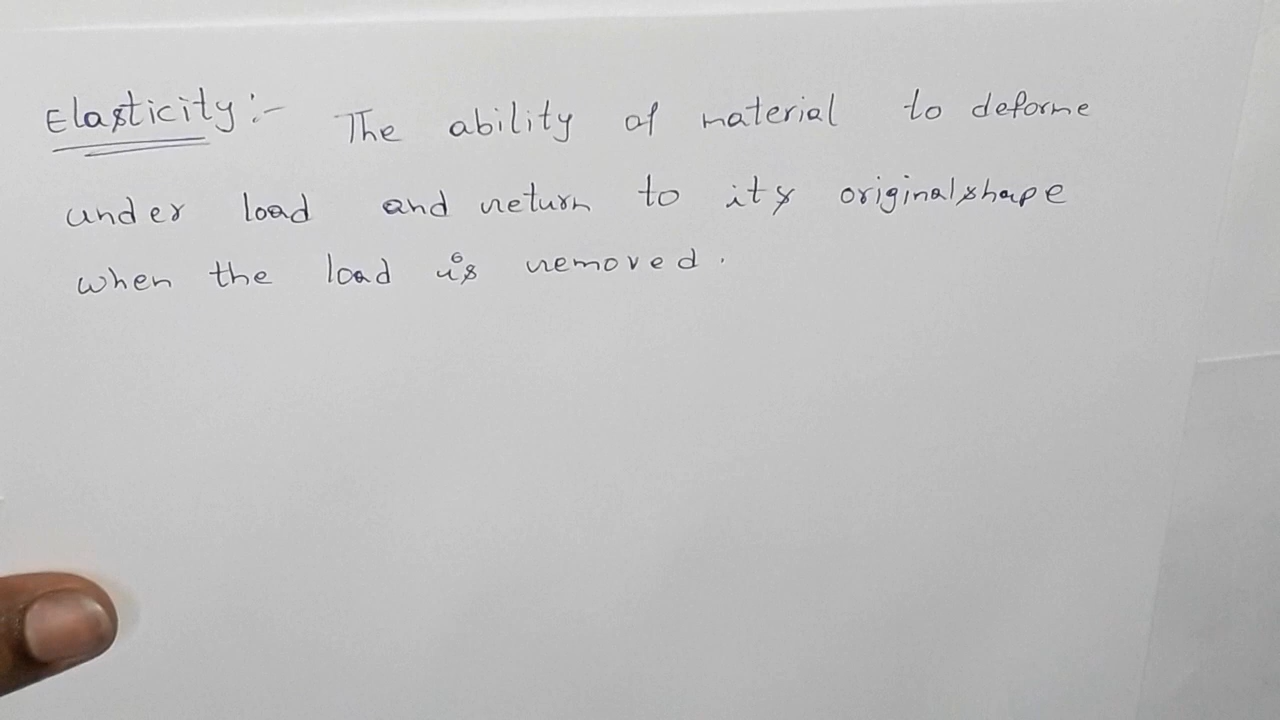 Elasticity :- The ability of material to deforme
under load and return to its original shape
when the load is removed.